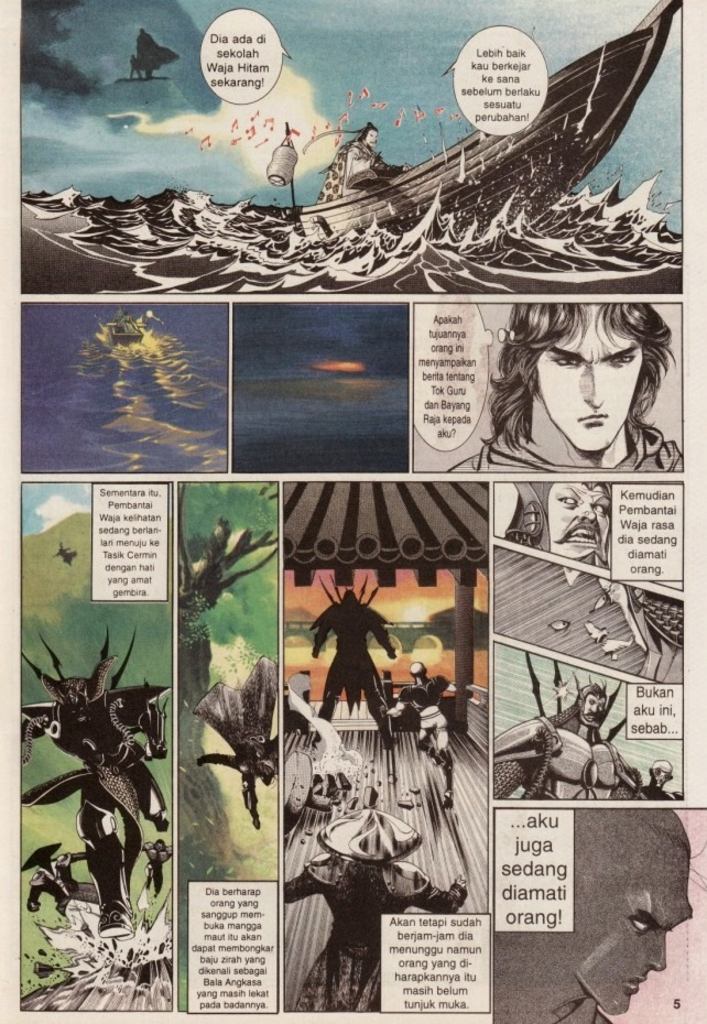 Dia ada di
sekolah
Waja Hitam
sekarang!
Lebih baik
kau berkejar
ke sana
sebelum berlaku
sesuatu
perubahan!
Apakah
tujuannya
orang ini
menyampaikan
berita tentang
Tok Guru
dan Bayang
Raja kepada
aku?
Sementara itu,
Pembantai
Waja kelihatan
sedang berlari-
lari menuju ke
Tasik Cermin
dengan hati
yang amat
gembira.
Dia berharap
orang yang
sanggup mem-
buka mangga
maut itu akan
dapat membongkar
baju zirah yang
dikenali sebagai
Bala Angkasa
yang masih lekat
pada badannya.
Akan tetapi sudah
berjam-jam dia
menunggu namun
orang yang di-
harapkannya itu
masih belum
tunjuk muka.
Kemudian
Pembantai
Waja rasa
dia sedang
diamati
orang.
Bukan
aku ini,
sebab...
...aku
juga
sedang
diamati
orang!
5